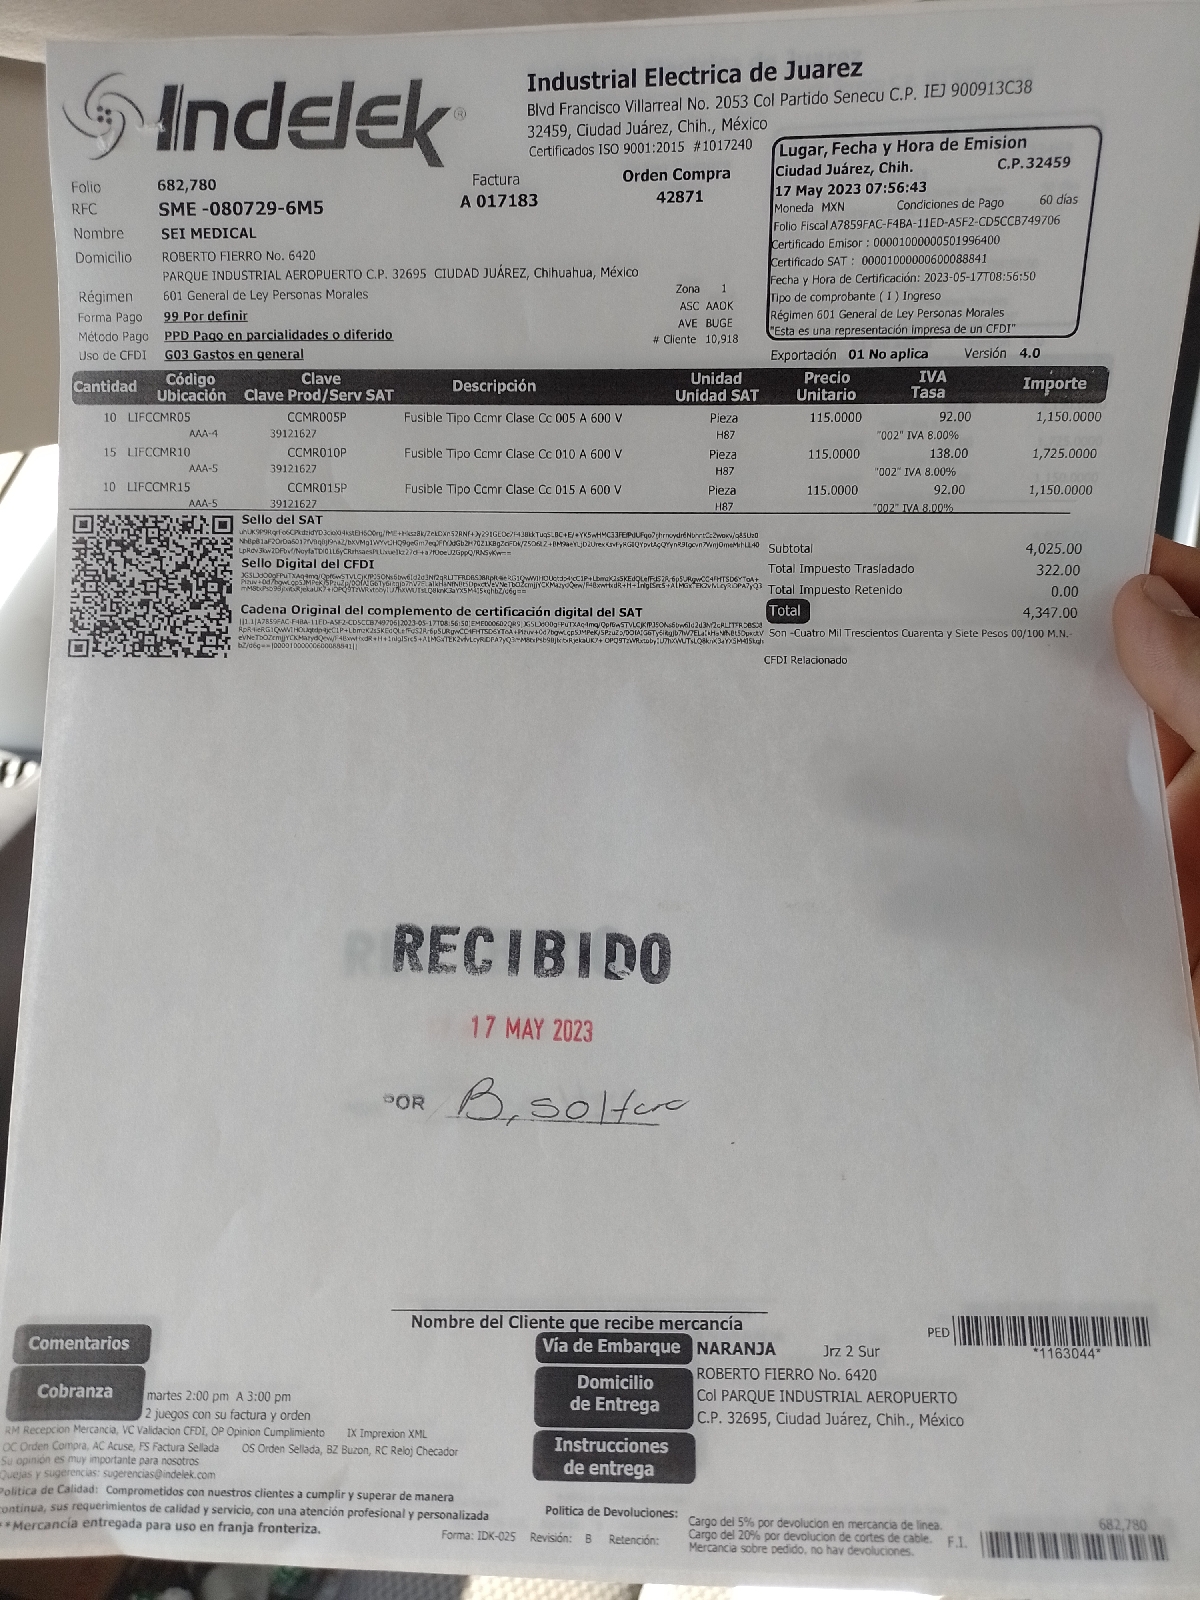 Indelek®
Industrial Electrica de Juarez
Blvd Francisco Villarreal No. 2053 Col Partido Senecu C.P. IEJ 900913C38
32459, Ciudad Juárez, Chih., México
Certificados ISO 9001:2015 #1017240
Folio 682,780
Factura
A 017183
Orden Compra
42871
RFC SME -080729-6M5
Nombre SEI MEDICAL
Domicilio ROBERTO FIERRO No. 6420
PARQUE INDUSTRIAL AEROPUERTO C.P. 32695 CIUDAD JUÁREZ, Chihuahua, México
Régimen 601 General de Ley Personas Morales
Forma Pago 99 Por definir
Método Pago PPD Pago en parcialidades o diferido
Uso de CFDI G03 Gastos en general
Zona 1
ASC AAOK
AVE BUGE
# Cliente 10,918
Lugar, Fecha y Hora de Emision
Ciudad Juárez, Chih. C.P. 32459
17 May 2023 07:56:43
Moneda MXN Condiciones de Pago 60 días
Folio Fiscal A7859FAC-F4BA-11ED-A5F2-CD5CCB749706
Certificado Emisor : 00001000000501996400
Certificado SAT : 00001000000600088841
Fecha y Hora de Certificación: 2023-05-17T08:56:50
Tipo de comprobante ( I ) Ingreso
Régimen 601 General de Ley Personas Morales
"Esta es una representación impresa de un CFDI"
Exportación 01 No aplica Versión 4.0
Cantidad Código Ubicación Clave Clave Prod/Serv SAT Descripción Unidad Unidad SAT Precio Unitario IVA Tasa Importe
10 LIFCCMR05 CCMR005P Fusible Tipo Ccmr Clase Cc 005 A 600 V Pieza 115.0000 92.00 1,150.0000
AAA-4 39121627 H87 "002" IVA 8.00%
15 LIFCCMR10 CCMR010P Fusible Tipo Ccmr Clase Cc 010 A 600 V Pieza 115.0000 138.00 1,725.0000
AAA-5 39121627 H87 "002" IVA 8.00%
10 LIFCCMR15 CCMR015P Fusible Tipo Ccmr Clase Cc 015 A 600 V Pieza 115.0000 92.00 1,150.0000
AAA-5 39121627 H87 "002" IVA 8.00%
Sello del SAT
Sello Digital del CFDI
Cadena Original del complemento de certificación digital del SAT
Subtotal 4,025.00
Total Impuesto Trasladado 322.00
Total Impuesto Retenido 0.00
Total 4,347.00
Son -Cuatro Mil Trescientos Cuarenta y Siete Pesos 00/100 M.N.-
CFDI Relacionado
RECIBIDO
17 MAY 2023
POR
Nombre del Cliente que recibe mercancía
Comentarios
Cobranza
martes 2:00 pm A 3:00 pm
2 juegos con su factura y orden
RM Recepcion Mercancia, VC Validacion CFDI, OP Opinion Cumplimiento IX Imprexion XML
OC Orden Compra, AC Acuse, FS Factura Sellada OS Orden Sellada, BZ Buzon, RC Reloj Checador
Su opinión es muy importante para nosotros
Quejas y sugerencias: sugerencias@indelek.com
Politica de Calidad: Comprometidos con nuestros clientes a cumplir y superar de manera
continua, sus requerimientos de calidad y servicio, con una atención profesional y personalizada
**Mercancía entregada para uso en franja fronteriza.
Vía de Embarque NARANJA Jrz 2 Sur
PED *1163044*
Domicilio de Entrega
ROBERTO FIERRO No. 6420
Col PARQUE INDUSTRIAL AEROPUERTO
C.P. 32695, Ciudad Juárez, Chih., México
Instrucciones de entrega
Forma: IDK-025 Revisión: B Retención:
Politica de Devoluciones: Cargo del 5% por devolucion en mercancia de linea.
Cargo del 20% por devolucion de cortes de cable.
Mercancia sobre pedido, no hay devoluciones.
F.I. 682,780